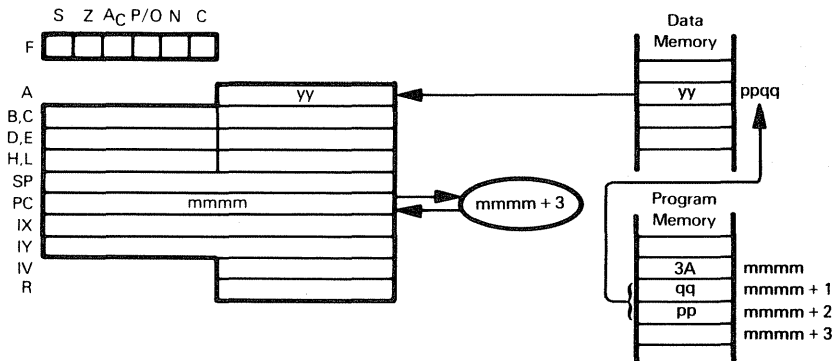 S Z AC P/O N C
F
Data
Memory
A yy
yy ppqq
B,C
D,E
H,L
SP
PC mmmm
mmmm + 3
IX
IY
IV
R
Program
Memory
3A mmmm
qq mmmm + 1
pp mmmm + 2
mmmm + 3